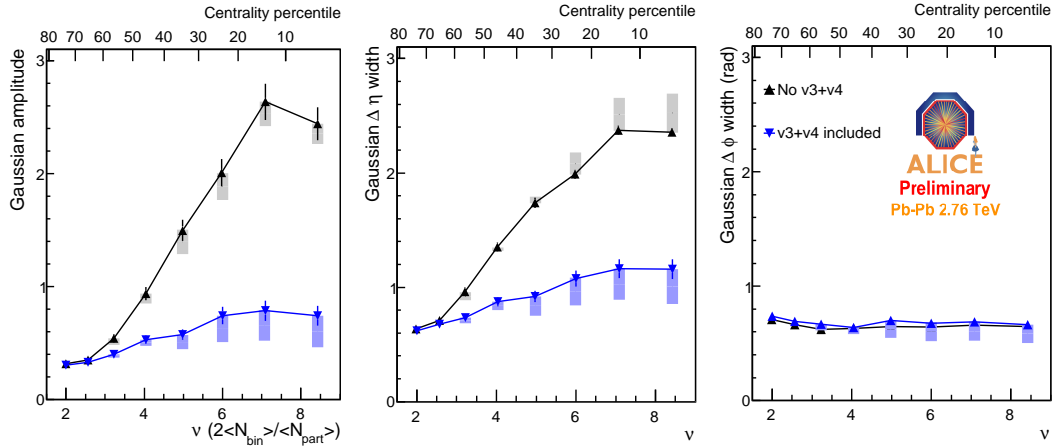 Centrality percentile
80 70 60 50 40 30 20 10
Gaussian amplitude
3
2
1
0
2 4 6 8
ν (2<N_bin>/<N_part>)
Centrality percentile
80 70 60 50 40 30 20 10
Gaussian Δ η width
3
2
1
0
2 4 6 8
ν
Centrality percentile
80 70 60 50 40 30 20 10
Gaussian Δ ϕ width (rad)
3
2
1
0
2 4 6 8
ν
No v3+v4
v3+v4 included
ALICE
Preliminary
Pb-Pb 2.76 TeV